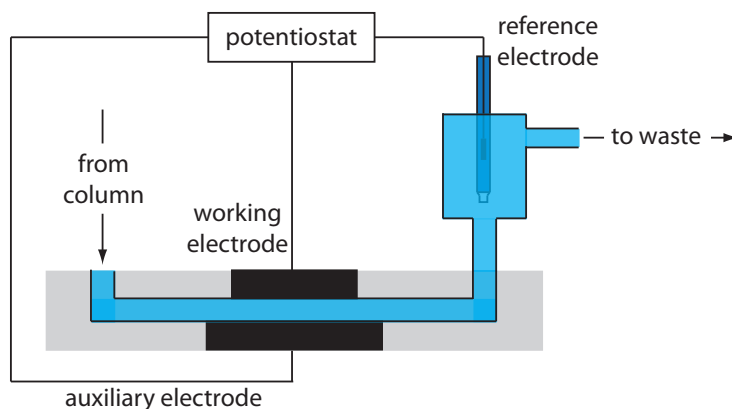 potentiostat
reference
electrode
from
column
to waste
working
electrode
auxiliary electrode